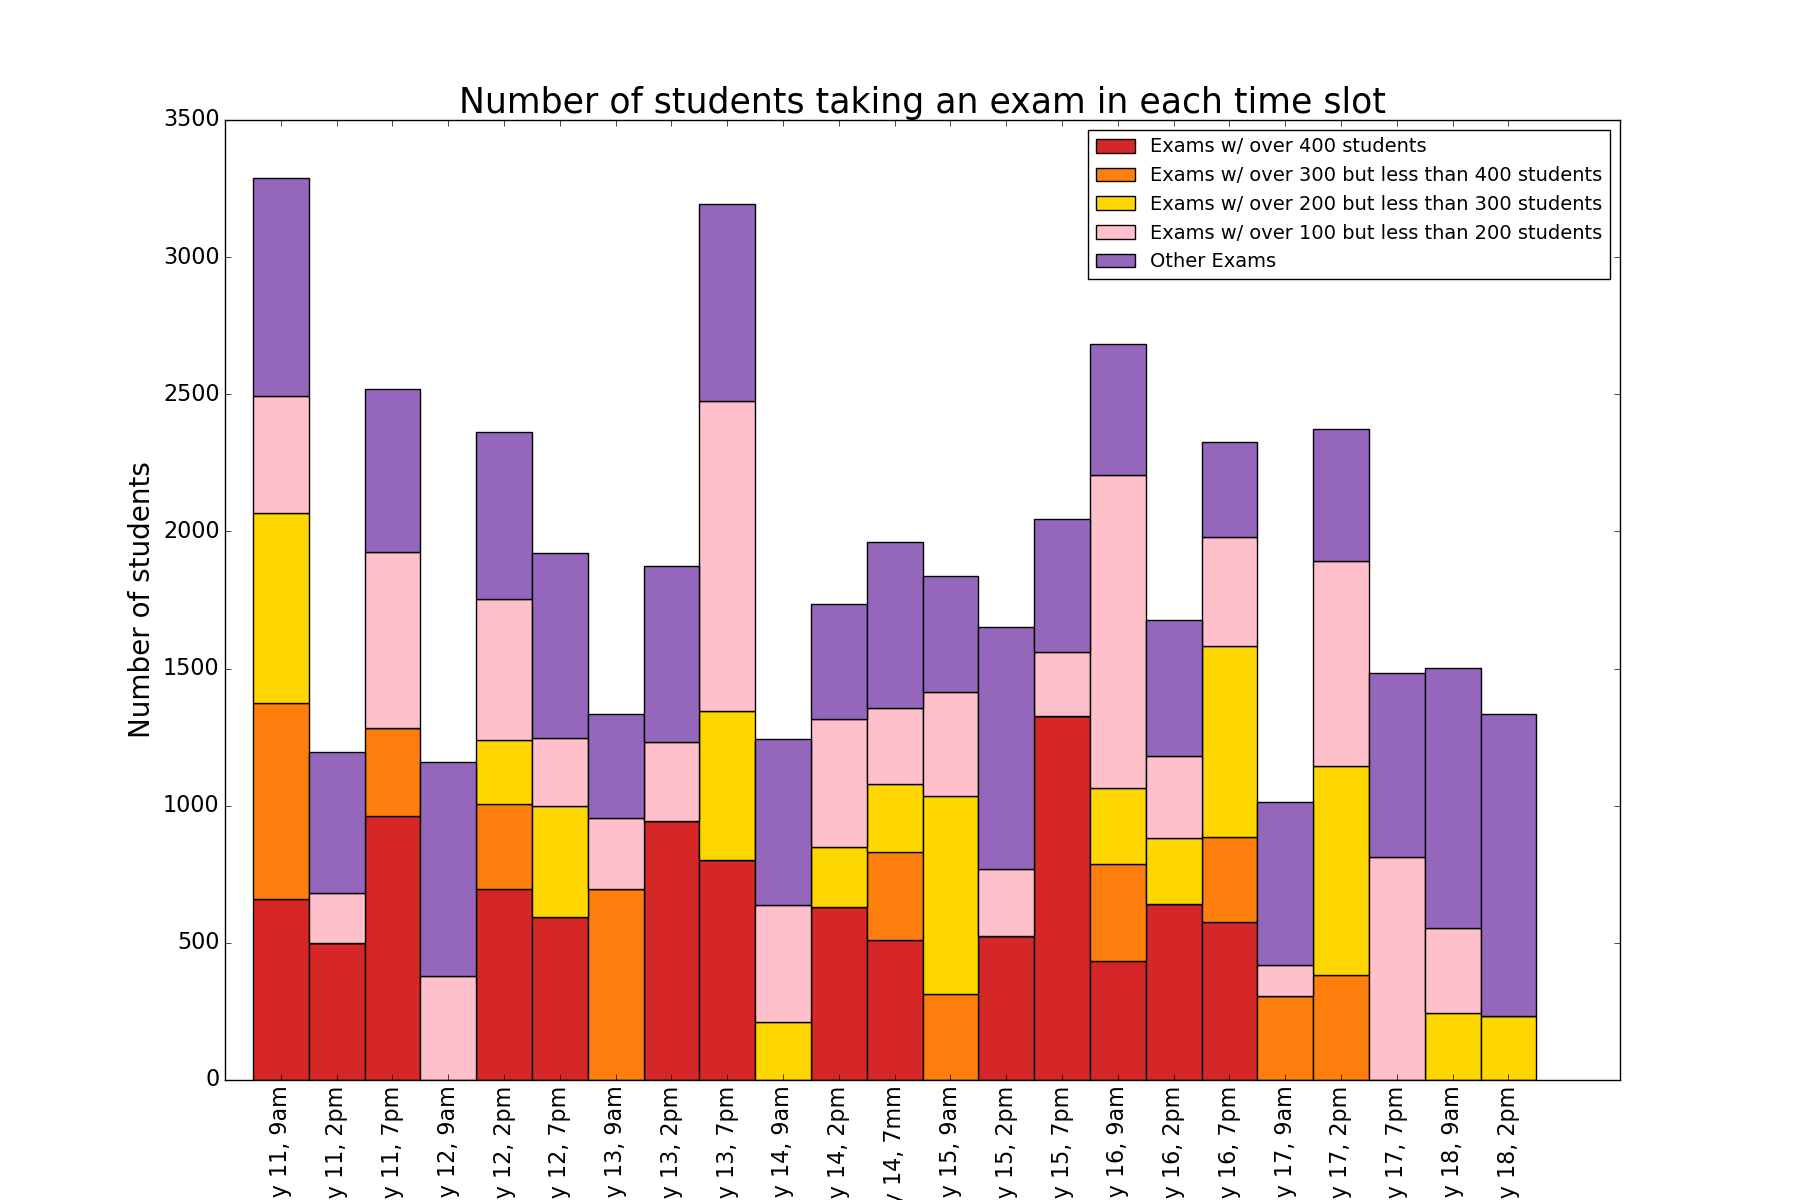 Number of students taking an exam in each time slot
3500
3000
2500
2000
1500
1000
500
0
Number of students
Exams w/ over 400 students
Exams w/ over 300 but less than 400 students
Exams w/ over 200 but less than 300 students
Exams w/ over 100 but less than 200 students
Other Exams
y 11, 9am
y 11, 2pm
y 11, 7pm
y 12, 9am
y 12, 2pm
y 12, 7pm
y 13, 9am
y 13, 2pm
y 13, 7pm
y 14, 9am
y 14, 2pm
y 14, 7mm
y 15, 9am
y 15, 2pm
y 15, 7pm
y 16, 9am
y 16, 2pm
y 16, 7pm
y 17, 9am
y 17, 2pm
y 17, 7pm
y 18, 9am
y 18, 2pm